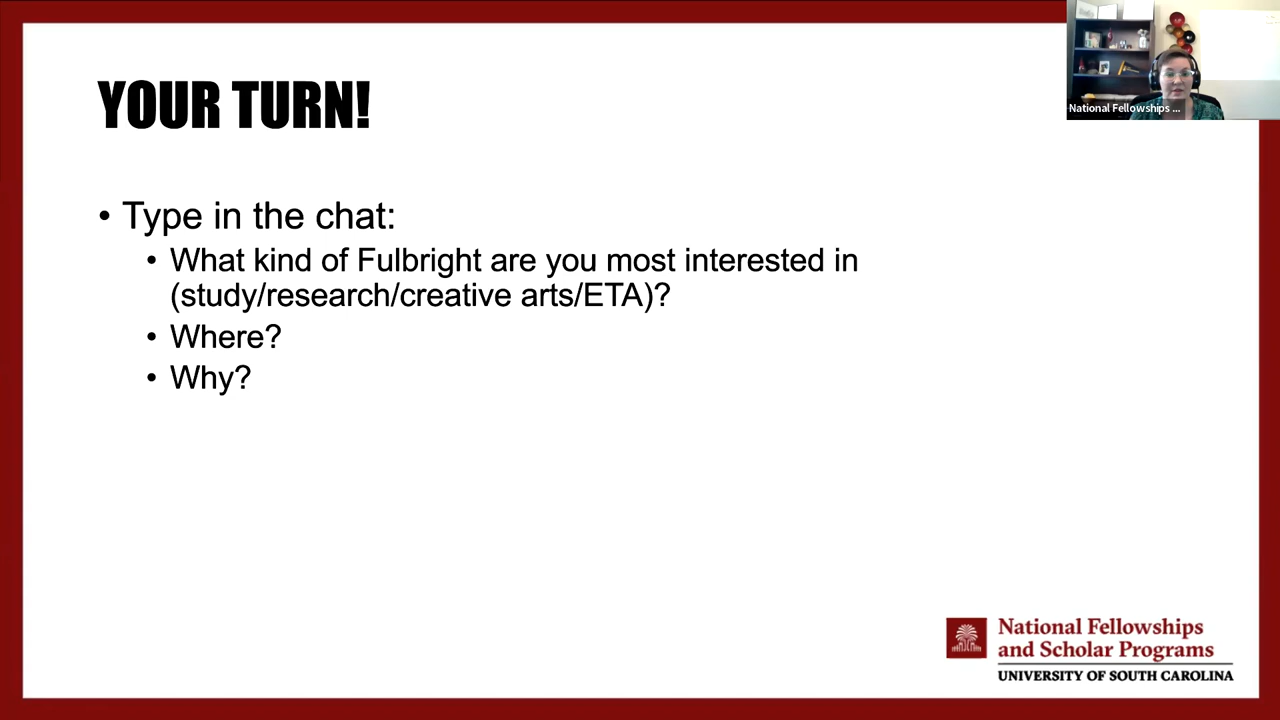 YOUR TURN!
• Type in the chat:
• What kind of Fulbright are you most interested in
(study/research/creative arts/ETA)?
• Where?
• Why?
National Fellowships ...
National Fellowships
and Scholar Programs
UNIVERSITY OF SOUTH CAROLINA